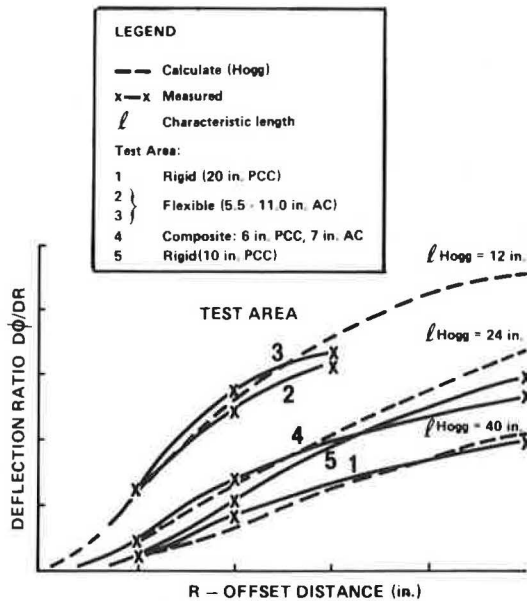 LEGEND
Calculate (Hogg)
x—x Measured
ℓ Characteristic length
Test Area:
1 Rigid (20 in. PCC)
2
3 } Flexible (5.5 - 11.0 in. AC)
4 Composite: 6 in. PCC, 7 in. AC
5 Rigid (10 in. PCC)
TEST AREA
ℓ Hogg = 12 in.
ℓ Hogg = 24 in.
ℓ Hogg = 40 in.
3
2
4
5
1
DEFLECTION RATIO DΦ/DR
R – OFFSET DISTANCE (in.)